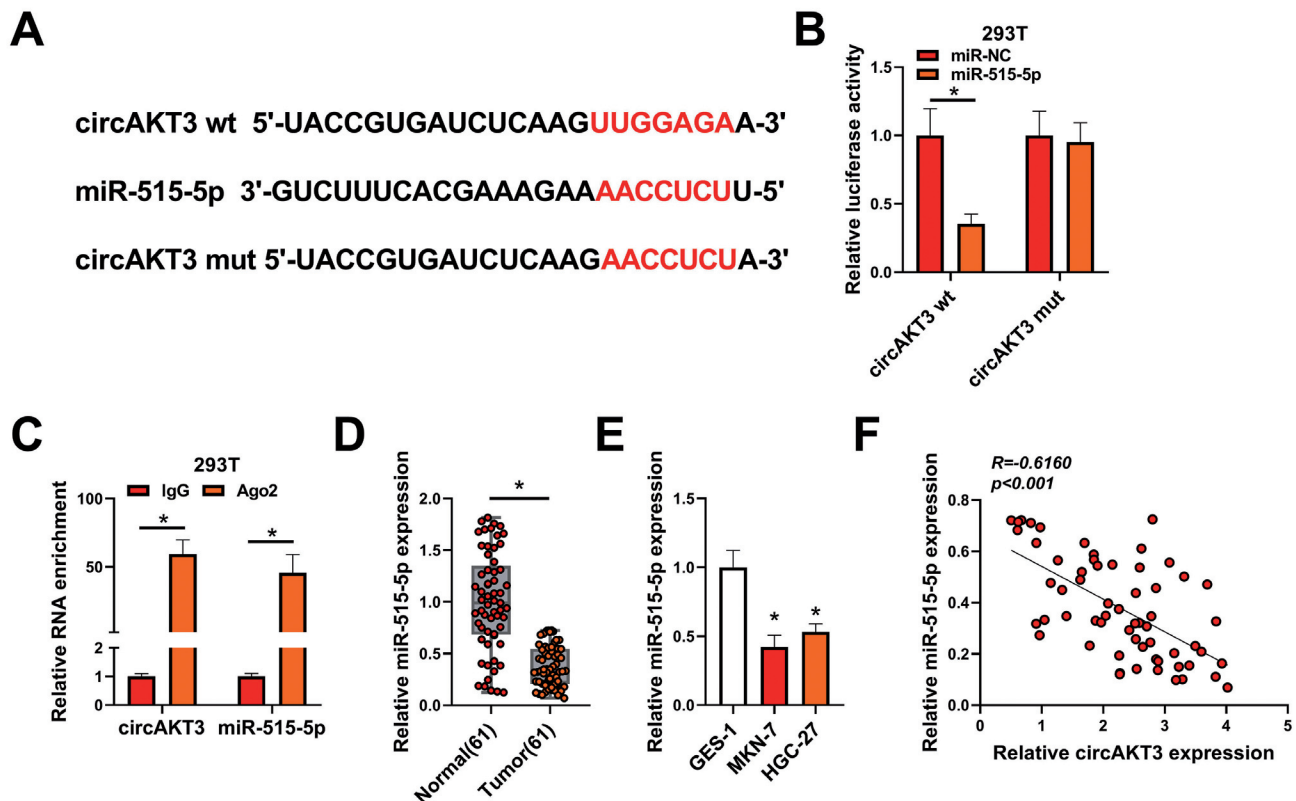 A
circAKT3 wt 5'-UACCGUGAUCUCAAGUUGGAGAA-3'
miR-515-5p 3'-GUCUUUCACGAAAGAAAACCUCUU-5'
circAKT3 mut 5'-UACCGUGAUCUCAAGAACCUCUA-3'
B
293T
miR-NC
miR-515-5p
Relative luciferase activity
1.5
1.0
0.5
0.0
*
circAKT3 wt
circAKT3 mut
C
293T
IgG
Ago2
Relative RNA enrichment
100
50
2
1
0
*
*
circAKT3
miR-515-5p
D
Relative miR-515-5p expression
2.0
1.5
1.0
0.5
0.0
*
Normal(61)
Tumor(61)
E
Relative miR-515-5p expression
1.5
1.0
0.5
0.0
*
*
GES-1
MKN-7
HGC-27
F
R=-0.6160
p<0.001
Relative miR-515-5p expression
0.8
0.6
0.4
0.2
0.0
0
1
2
3
4
5
Relative circAKT3 expression